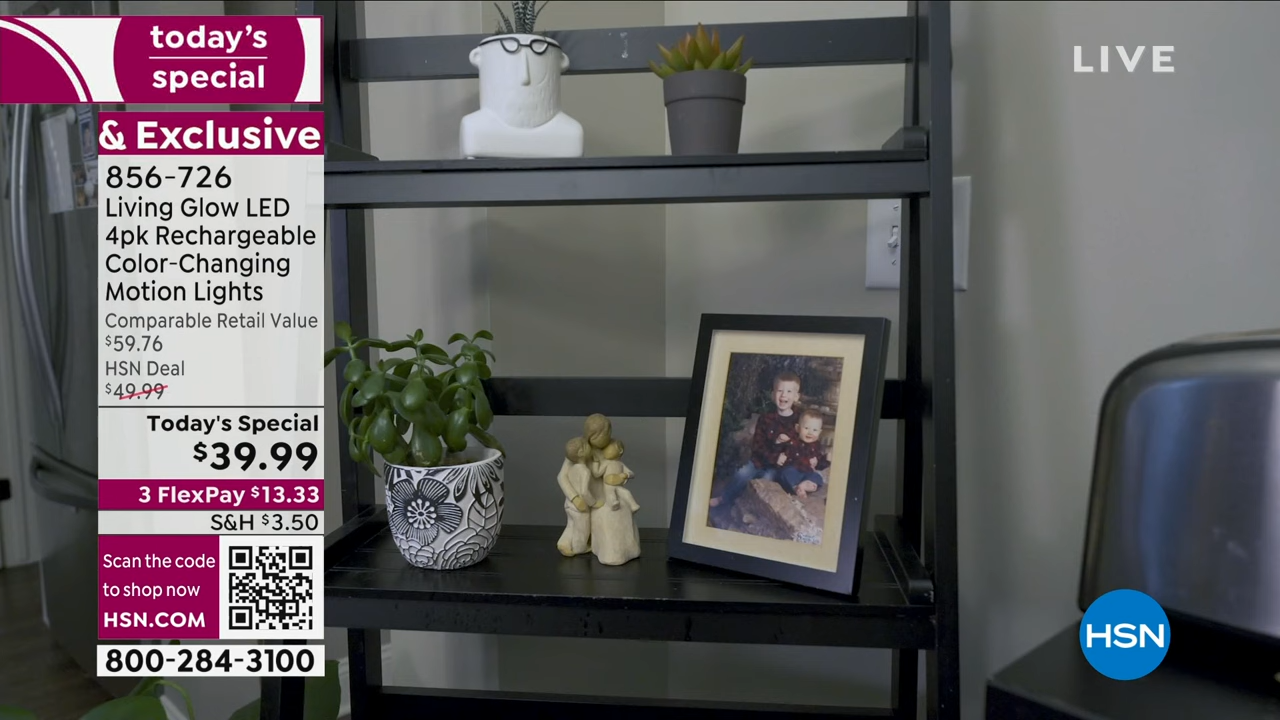 today's
special
& Exclusive
856-726
Living Glow LED
4pk Rechargeable
Color-Changing
Motion Lights
Comparable Retail Value
$59.76
HSN Deal
$49.99
Today's Special
$39.99
3 FlexPay $13.33
S&H $3.50
Scan the code
to shop now
HSN.COM
800-284-3100
LIVE
HSN